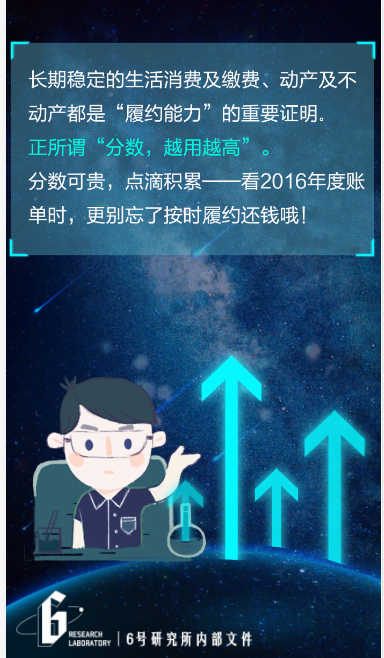 长期稳定的生活消费及缴费、动产及不
动产都是“履约能力”的重要证明。
正所谓“分数，越用越高”。
分数可贵，点滴积累——看2016年度账
单时，更别忘了按时履约还钱哦！
6 RESEARCH
LABORATORY | 6号研究所内部文件